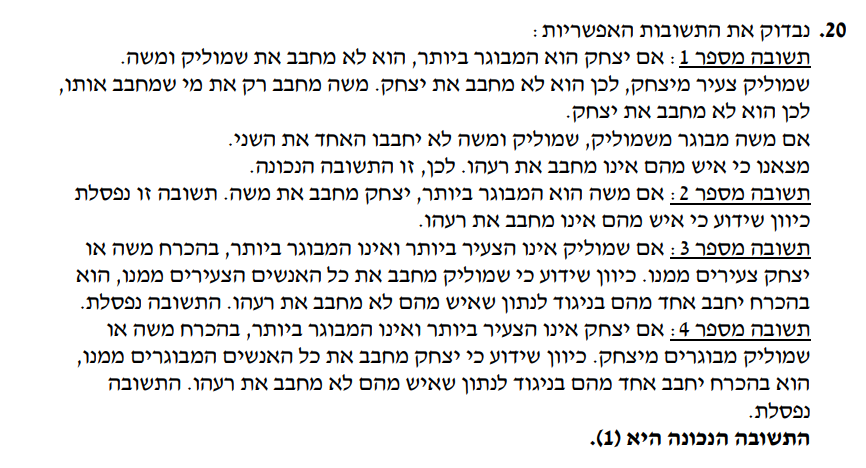 20. נבדוק את התשובות האפשריות :
תשובה מספר 1 : אם יצחק הוא המבוגר ביותר, הוא לא מחבב את שמוליק ומשה.
שמוליק צעיר מיצחק, לכן הוא לא מחבב את יצחק. משה מחבב רק את מי שמחבב אותו,
לכן הוא לא מחבב את יצחק.
אם משה מבוגר משמוליק, שמוליק ומשה לא יחבבו האחד את השני.
מצאנו כי איש מהם אינו מחבב את רעהו. לכן, זו התשובה הנכונה.
תשובה מספר 2 : אם משה הוא המבוגר ביותר, יצחק מחבב את משה. תשובה זו נפסלת
כיוון שידוע כי איש מהם אינו מחבב את רעהו.
תשובה מספר 3 : אם שמוליק אינו הצעיר ביותר ואינו המבוגר ביותר, בהכרח משה או
יצחק צעירים ממנו. כיוון שידוע כי שמוליק מחבב את כל האנשים הצעירים ממנו, הוא
בהכרח יחבב אחד מהם בניגוד לנתון שאיש מהם לא מחבב את רעהו. התשובה נפסלת.
תשובה מספר 4 : אם יצחק אינו הצעיר ביותר ואינו המבוגר ביותר, בהכרח משה או
שמוליק מבוגרים מיצחק. כיוון שידוע כי יצחק מחבב את כל האנשים המבוגרים ממנו,
הוא בהכרח יחבב אחד מהם בניגוד לנתון שאיש מהם לא מחבב את רעהו. התשובה
נפסלת.
התשובה הנכונה היא (1).